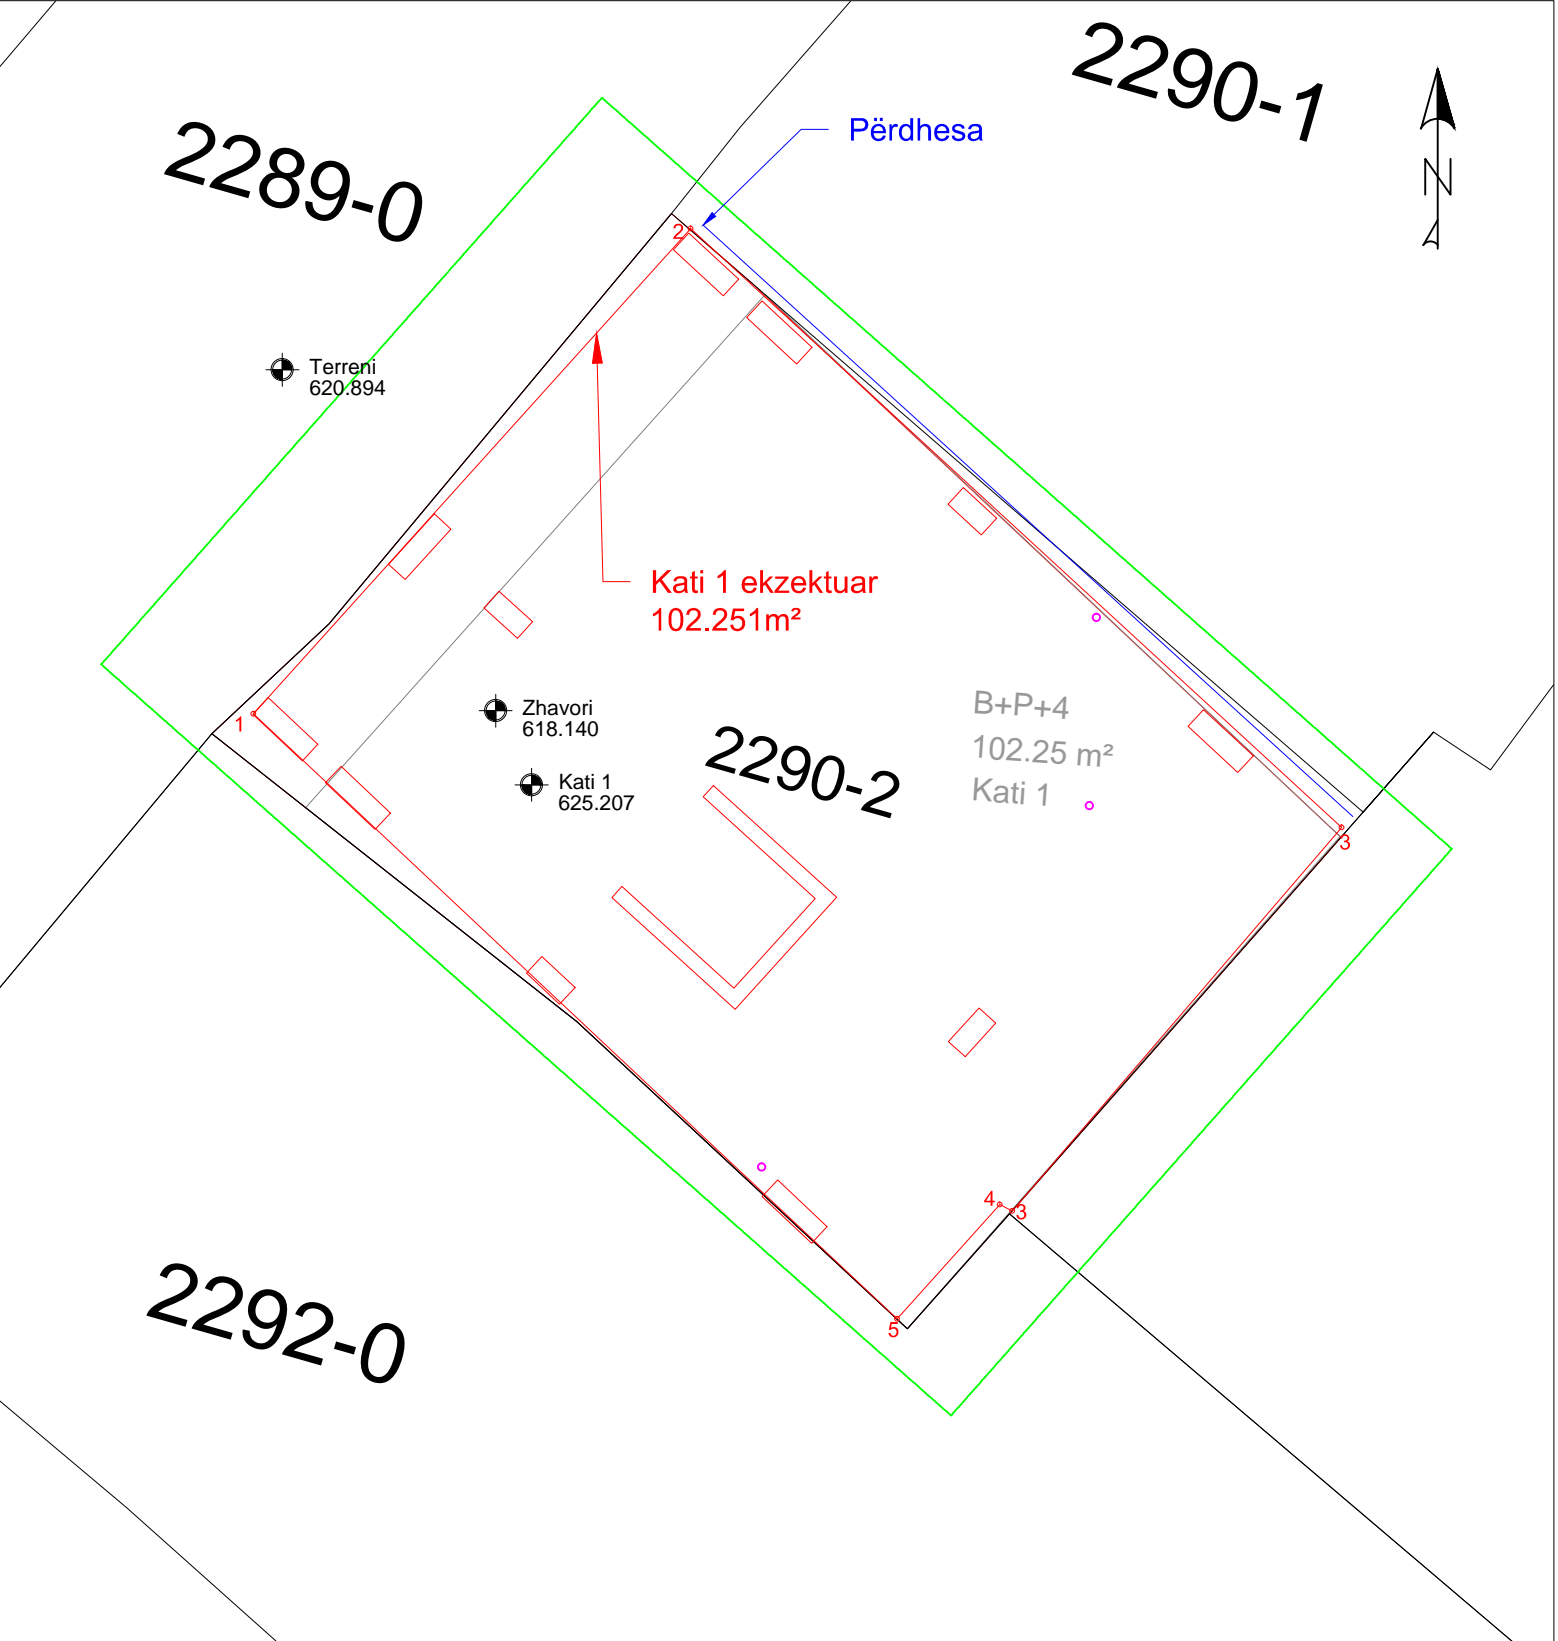 2290-1
Përdhesa
2289-0
N
2
Terreni
620.894
Kati 1 ekzektuar
102.251m²
1
Zhavori
618.140
Kati 1
625.207
2290-2
B+P+4
102.25 m²
Kati 1
3
4
3
5
2292-0